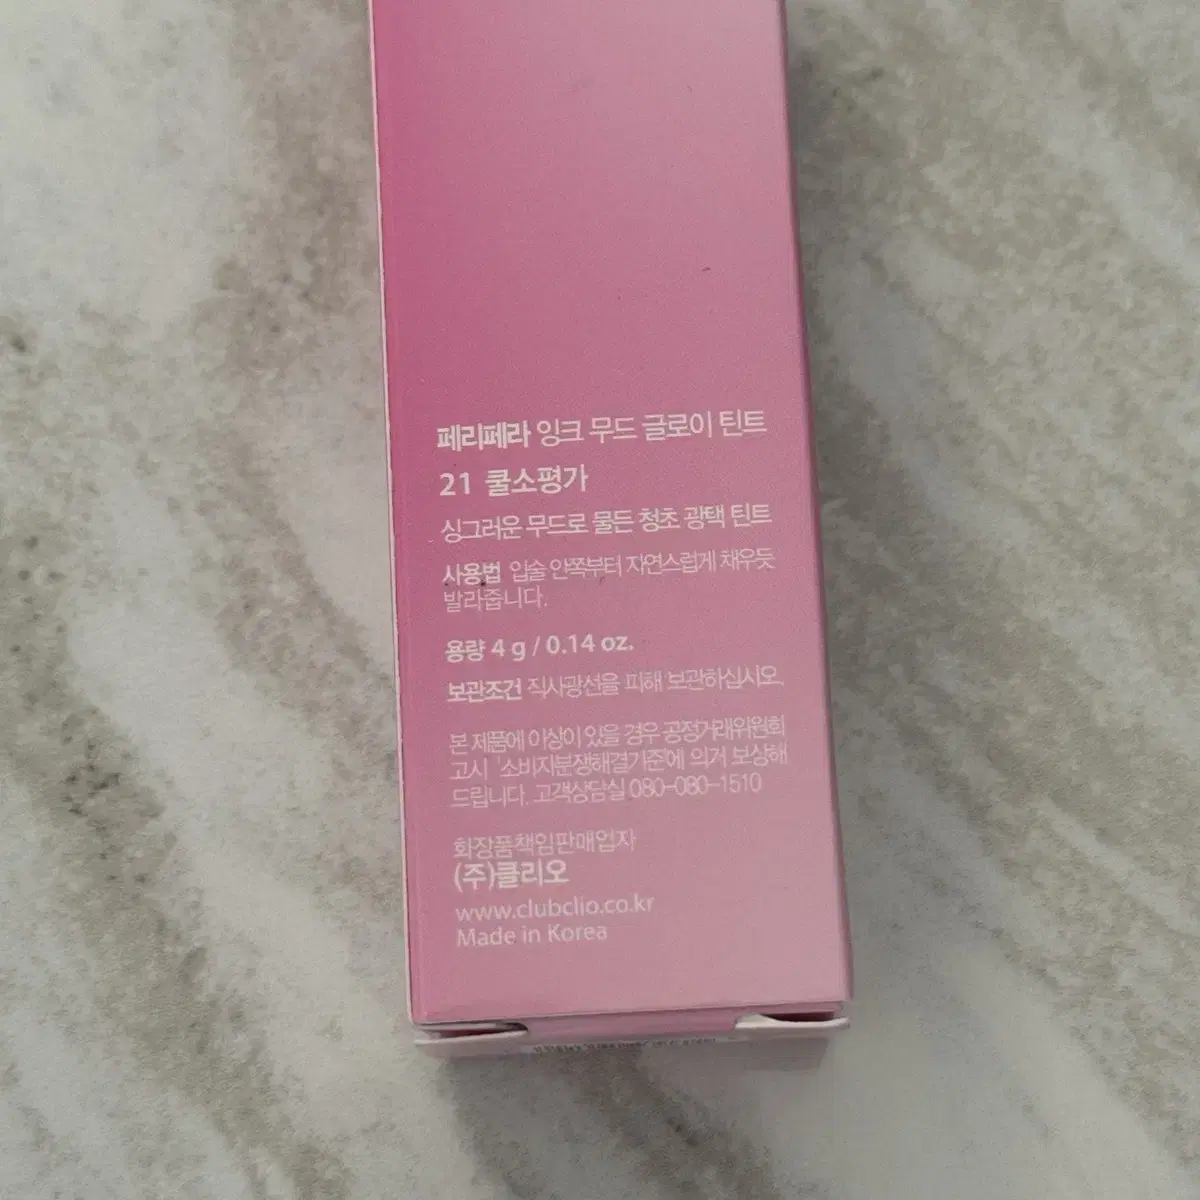 페리페라 잉크 무드 글로이 틴트
21 쿨소평가
싱그러운 무드로 물든 청초 광택 틴트
사용법 입술 안쪽부터 자연스럽게 채우듯
발라줍니다.
용량 4 g / 0.14 oz.
보관조건 직사광선을 피해 보관하십시오.
본 제품에 이상이 있을 경우 공정거래위원회
고시 '소비자분쟁해결기준'에 의거 보상해
드립니다. 고객상담실 080-080-1510
화장품책임판매업자
(주)클리오
www.clubclio.co.kr
Made in Korea